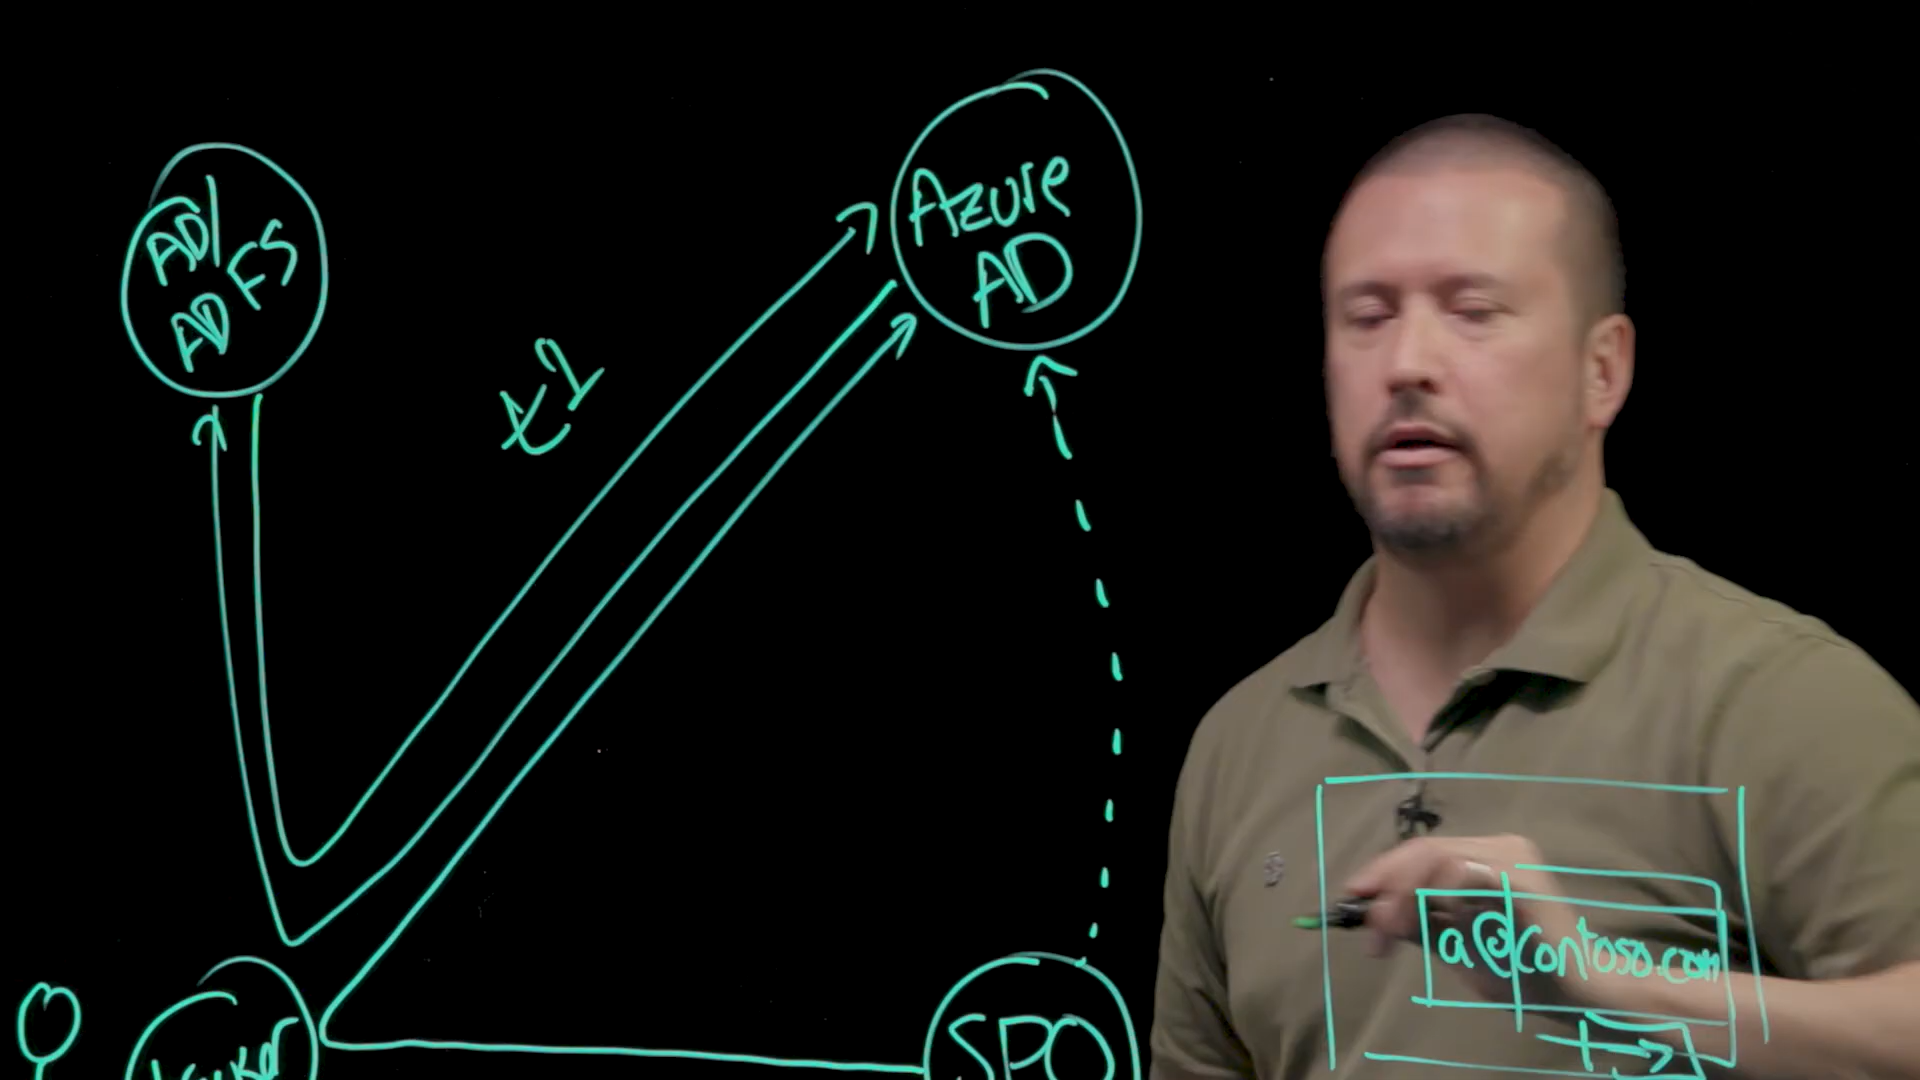 AD/
AD FS
Azure
AD
t1
a@contoso.com
SPO